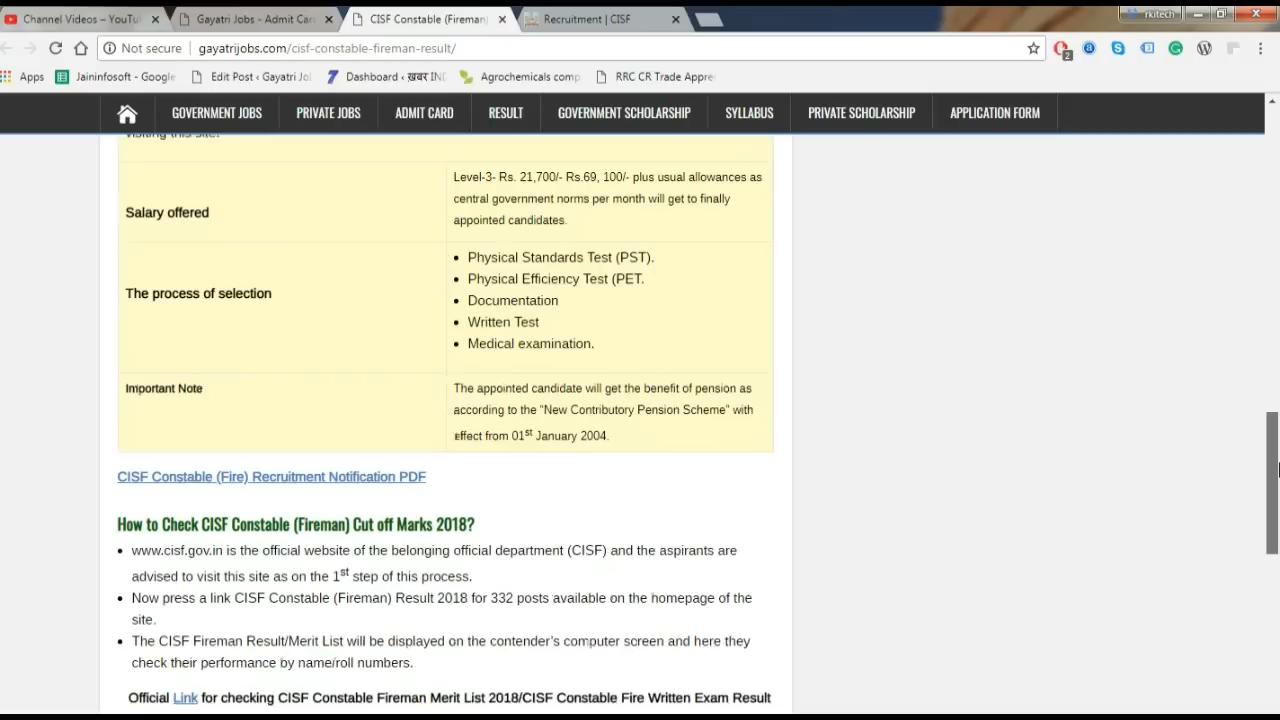 Channel Videos – YouTu
Gayatri Jobs - Admit Car
CISF Constable (Fireman)
Recruitment | CISF
rkitech
Not secure
gayatrijobs.com/cisf-constable-fireman-result/
2
Apps
Jaininfosoft - Google
Edit Post ‹ Gayatri Jo
Dashboard ‹ ख़बर IND
Agrochemicals comp
RRC CR Trade Appre
GOVERNMENT JOBS
PRIVATE JOBS
ADMIT CARD
RESULT
GOVERNMENT SCHOLARSHIP
SYLLABUS
PRIVATE SCHOLARSHIP
APPLICATION FORM
visiting this site.
Salary offered
Level-3- Rs. 21,700/- Rs.69, 100/- plus usual allowances as
central government norms per month will get to finally
appointed candidates.
The process of selection
Physical Standards Test (PST).
Physical Efficiency Test (PET.
Documentation
Written Test
Medical examination.
Important Note
The appointed candidate will get the benefit of pension as
according to the “New Contributory Pension Scheme” with
effect from 01st January 2004.
CISF Constable (Fire) Recruitment Notification PDF
How to Check CISF Constable (Fireman) Cut off Marks 2018?
www.cisf.gov.in is the official website of the belonging official department (CISF) and the aspirants are
advised to visit this site as on the 1st step of this process.
Now press a link CISF Constable (Fireman) Result 2018 for 332 posts available on the homepage of the
site.
The CISF Fireman Result/Merit List will be displayed on the contender’s computer screen and here they
check their performance by name/roll numbers.
Official Link for checking CISF Constable Fireman Merit List 2018/CISF Constable Fire Written Exam Result